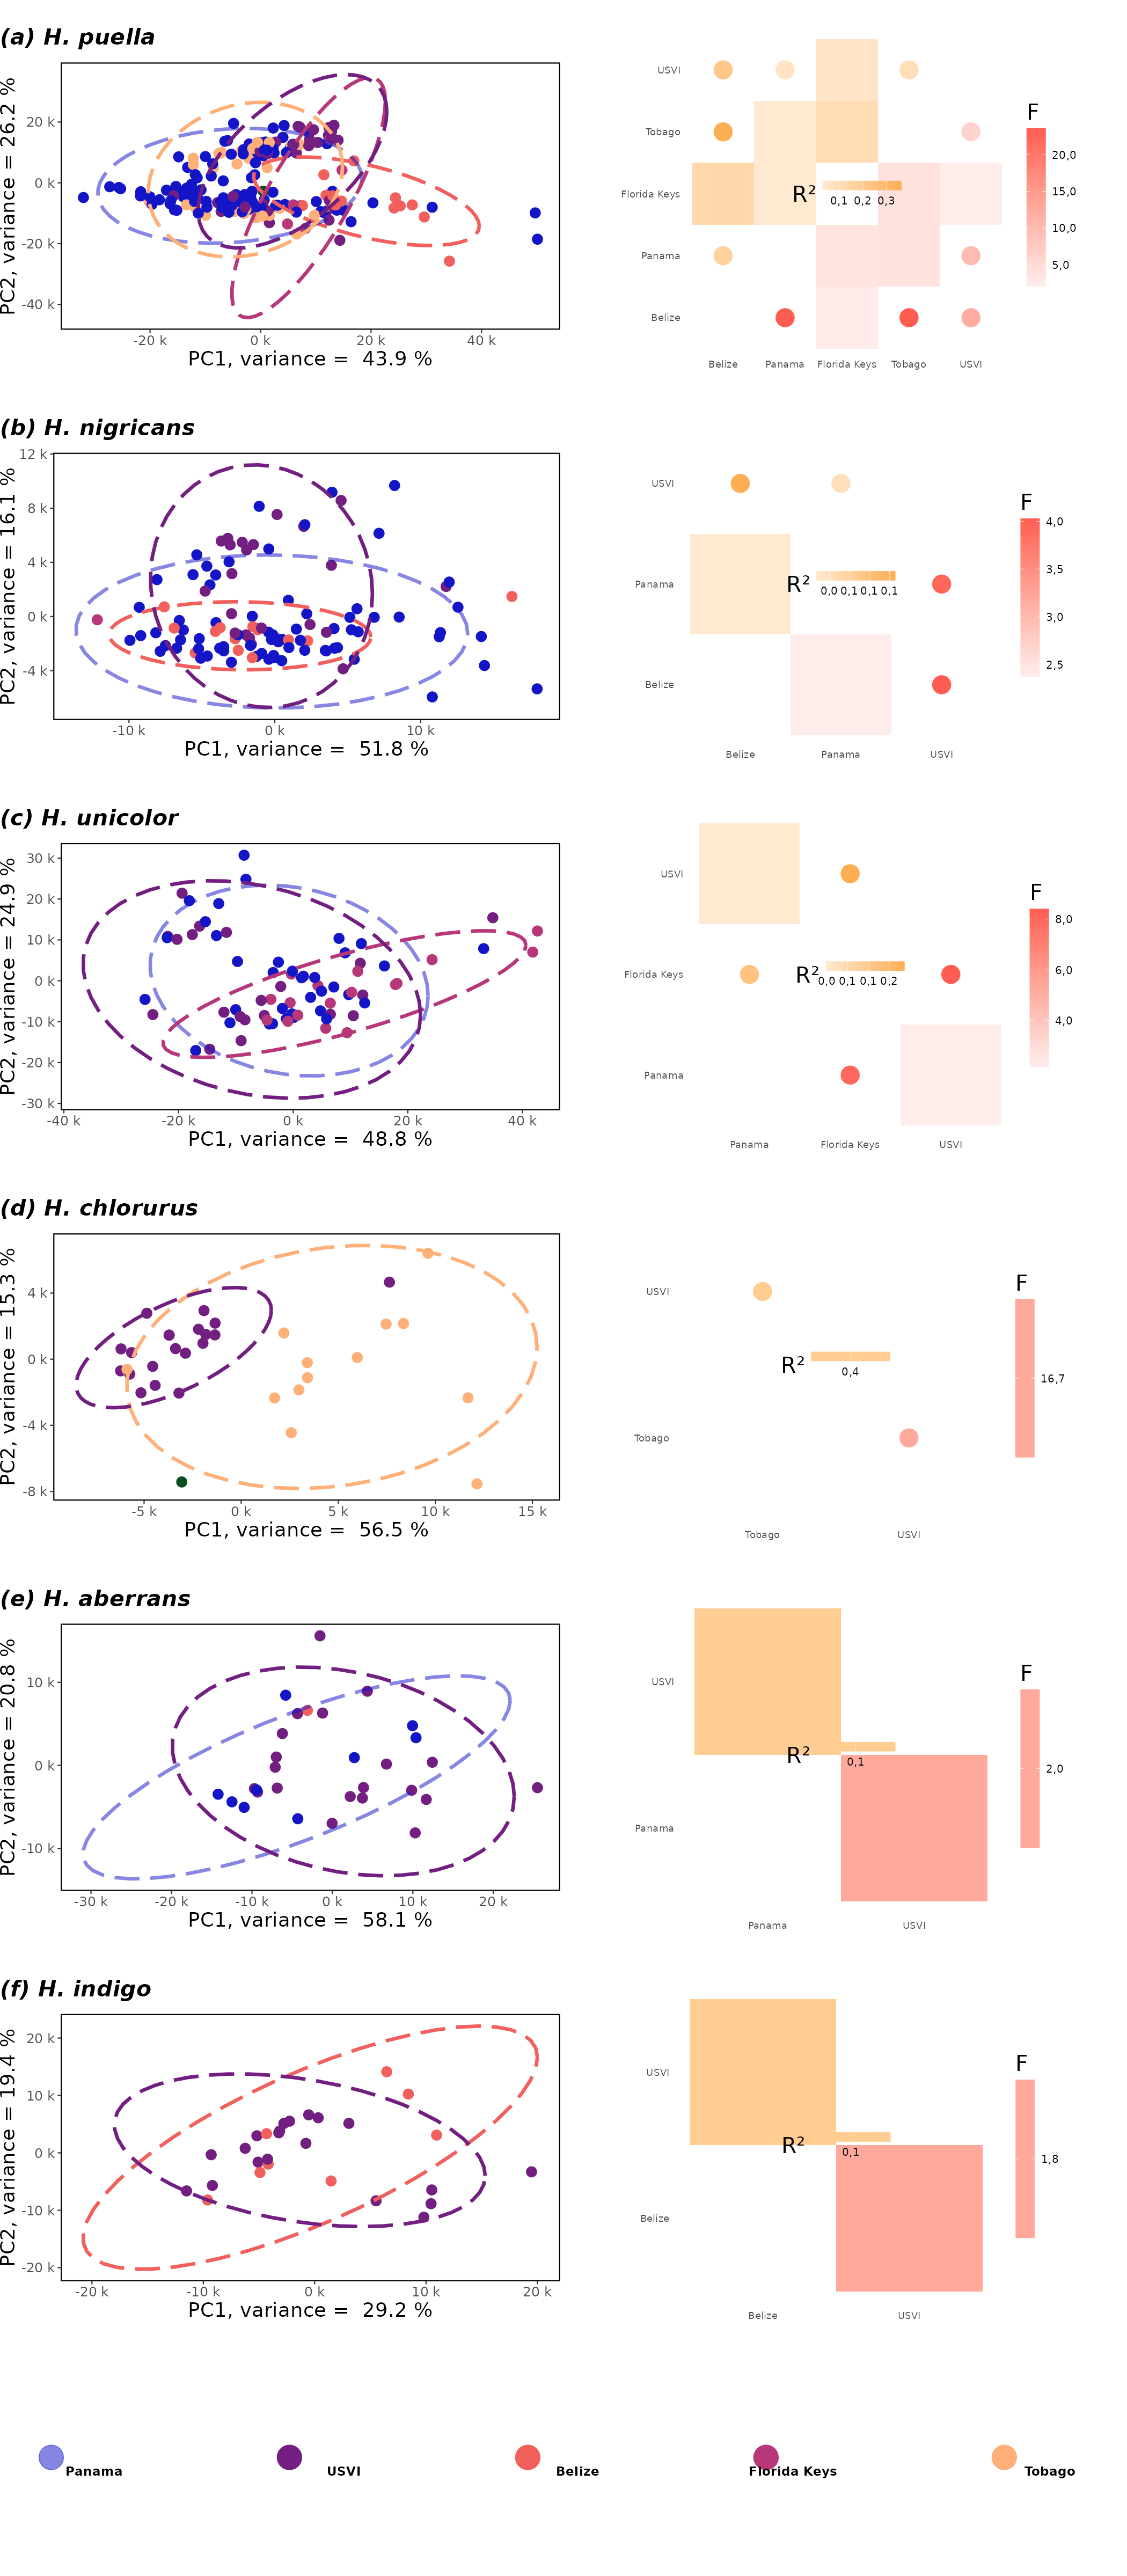 (a) H. puella
PC2, variance = 26.2 %
20 k
0 k
-20 k
-40 k
-20 k 0 k 20 k 40 k
PC1, variance = 43.9 %
USVI
Tobago
Florida Keys
Panama
Belize
Belize Panama Florida Keys Tobago USVI
R²
0,1 0,2 0,3
F
20,0
15,0
10,0
5,0
(b) H. nigricans
PC2, variance = 16.1 %
12 k
8 k
4 k
0 k
-4 k
-10 k 0 k 10 k
PC1, variance = 51.8 %
USVI
Panama
Belize
Belize Panama USVI
R²
0,0 0,1 0,1 0,1
F
4,0
3,5
3,0
2,5
(c) H. unicolor
PC2, variance = 24.9 %
30 k
20 k
10 k
0 k
-10 k
-20 k
-30 k
-40 k -20 k 0 k 20 k 40 k
PC1, variance = 48.8 %
USVI
Florida Keys
Panama
Panama Florida Keys USVI
R²
0,0 0,1 0,1 0,2
F
8,0
6,0
4,0
(d) H. chlorurus
PC2, variance = 15.3 %
4 k
0 k
-4 k
-8 k
-5 k 0 k 5 k 10 k 15 k
PC1, variance = 56.5 %
USVI
Tobago
Tobago USVI
R²
0,4
F
16,7
(e) H. aberrans
PC2, variance = 20.8 %
10 k
0 k
-10 k
-30 k -20 k -10 k 0 k 10 k 20 k
PC1, variance = 58.1 %
USVI
Panama
Panama USVI
R²
0,1
F
2,0
(f) H. indigo
PC2, variance = 19.4 %
20 k
10 k
0 k
-10 k
-20 k
-20 k -10 k 0 k 10 k 20 k
PC1, variance = 29.2 %
USVI
Belize
Belize USVI
R²
0,1
F
1,8
Panama USVI Belize Florida Keys Tobago